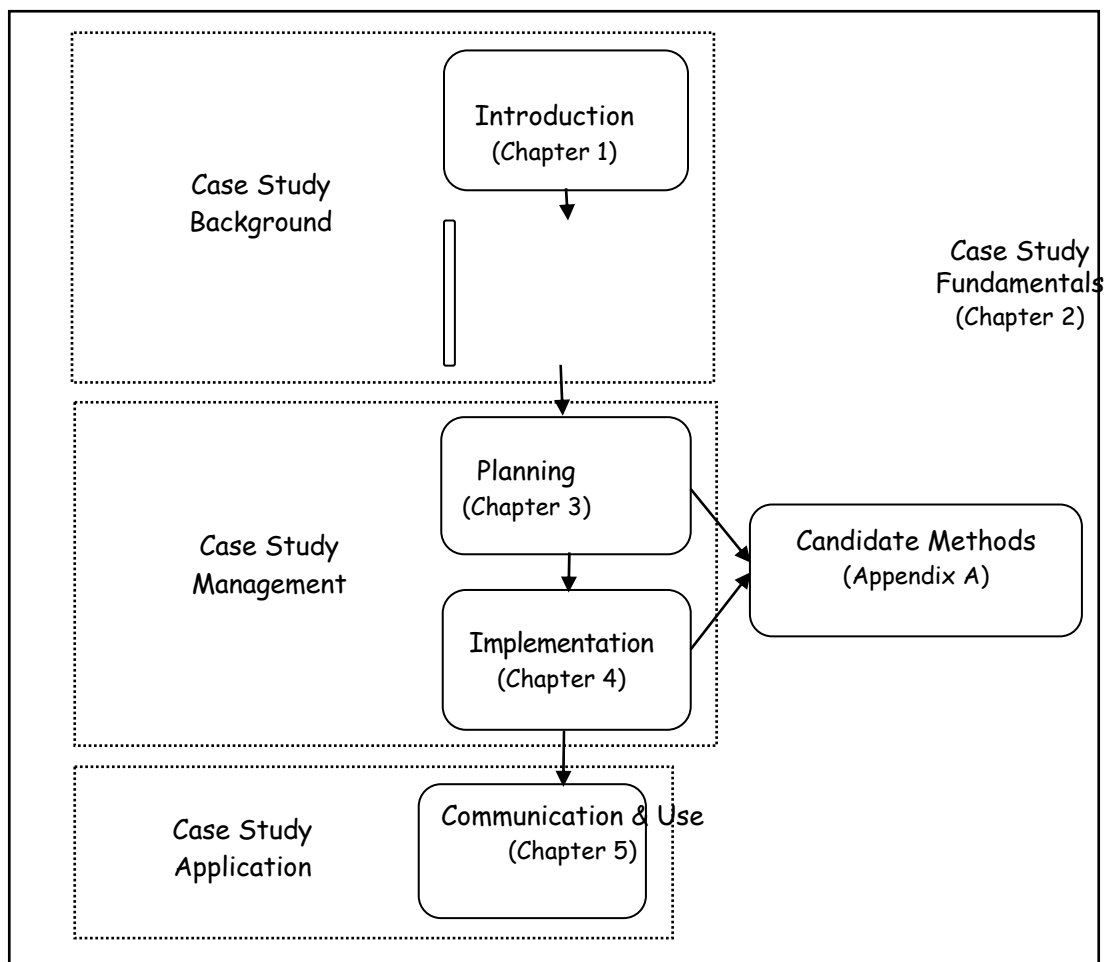 Introduction
(Chapter 1)
Case Study
Background
Case Study
Fundamentals
(Chapter 2)
Planning
(Chapter 3)
Case Study
Management
Candidate Methods
(Appendix A)
Implementation
(Chapter 4)
Communication & Use
(Chapter 5)
Case Study
Application